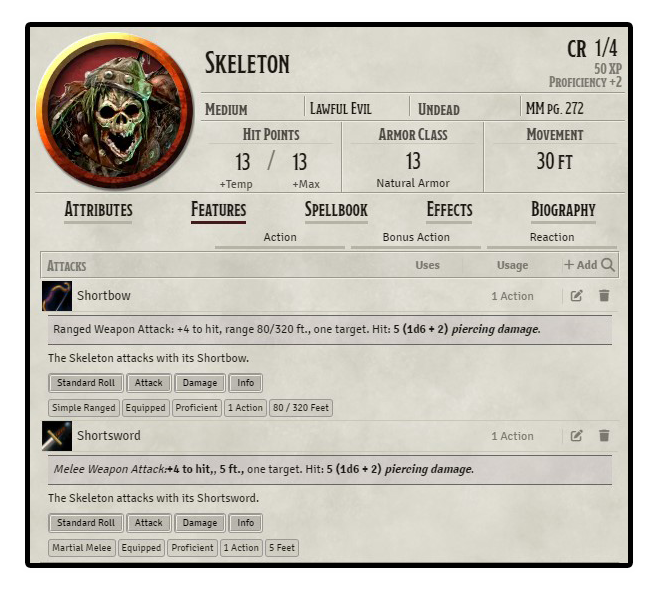 Skeleton
CR 1/4
50 XP
Proficiency +2
Medium Lawful Evil Undead MM pg. 272
Hit Points Armor Class Movement
13 / 13 13 30 ft
+Temp +Max Natural Armor
Attributes Features Spellbook Effects Biography
Action Bonus Action Reaction
Attacks Uses Usage + Add
Shortbow 1 Action
Ranged Weapon Attack: +4 to hit, range 80/320 ft., one target. Hit: 5 (1d6 + 2) piercing damage.
The Skeleton attacks with its Shortbow.
Standard Roll Attack Damage Info
Simple Ranged Equipped Proficient 1 Action 80 / 320 Feet
Shortsword 1 Action
Melee Weapon Attack:+4 to hit,, 5 ft., one target. Hit: 5 (1d6 + 2) piercing damage.
The Skeleton attacks with its Shortsword.
Standard Roll Attack Damage Info
Martial Melee Equipped Proficient 1 Action 5 Feet